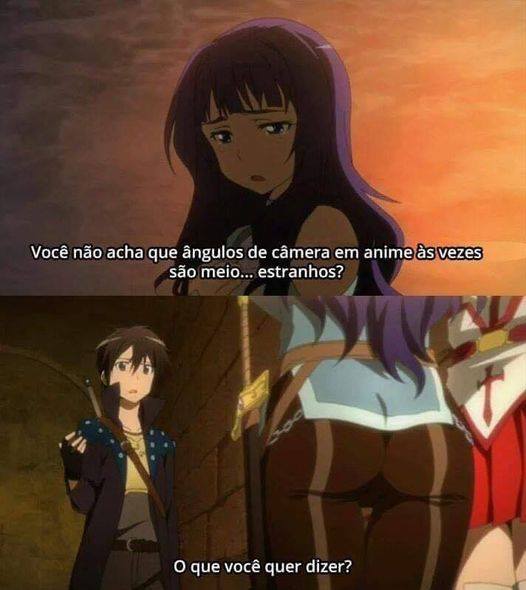 Você não acha que ângulos de câmera em anime às vezes
são meio... estranhos?
O que você quer dizer?